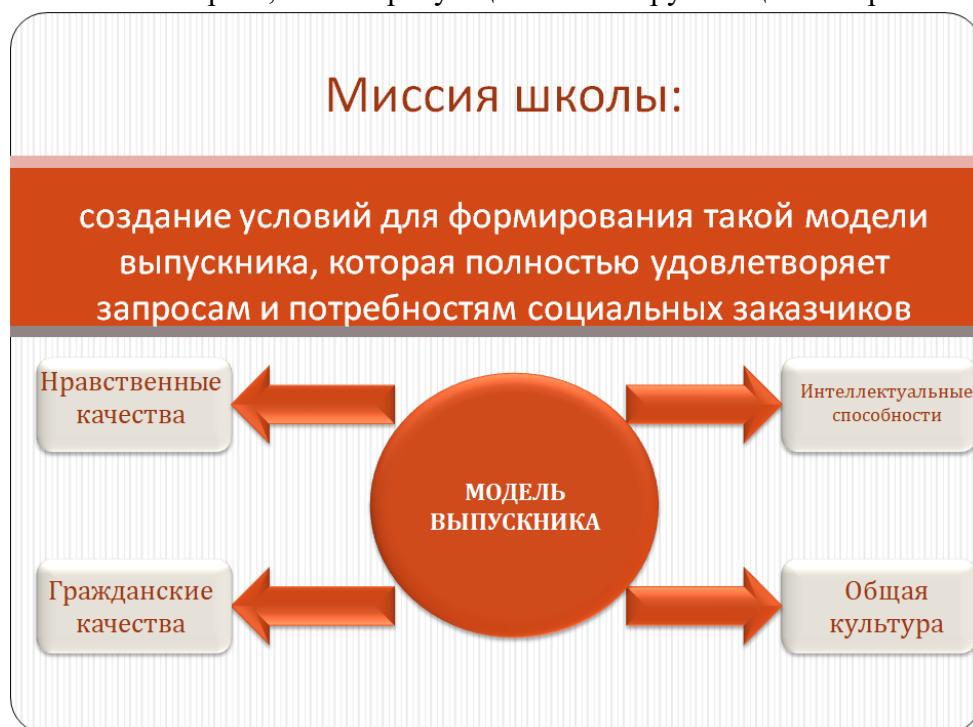 Миссия школы:
создание условий для формирования такой модели
выпускника, которая полностью удовлетворяет
запросам и потребностям социальных заказчиков
Нравственные
качества
Интеллектуальные
способности
МОДЕЛЬ
ВЫПУСКНИКА
Гражданские
качества
Общая
культура